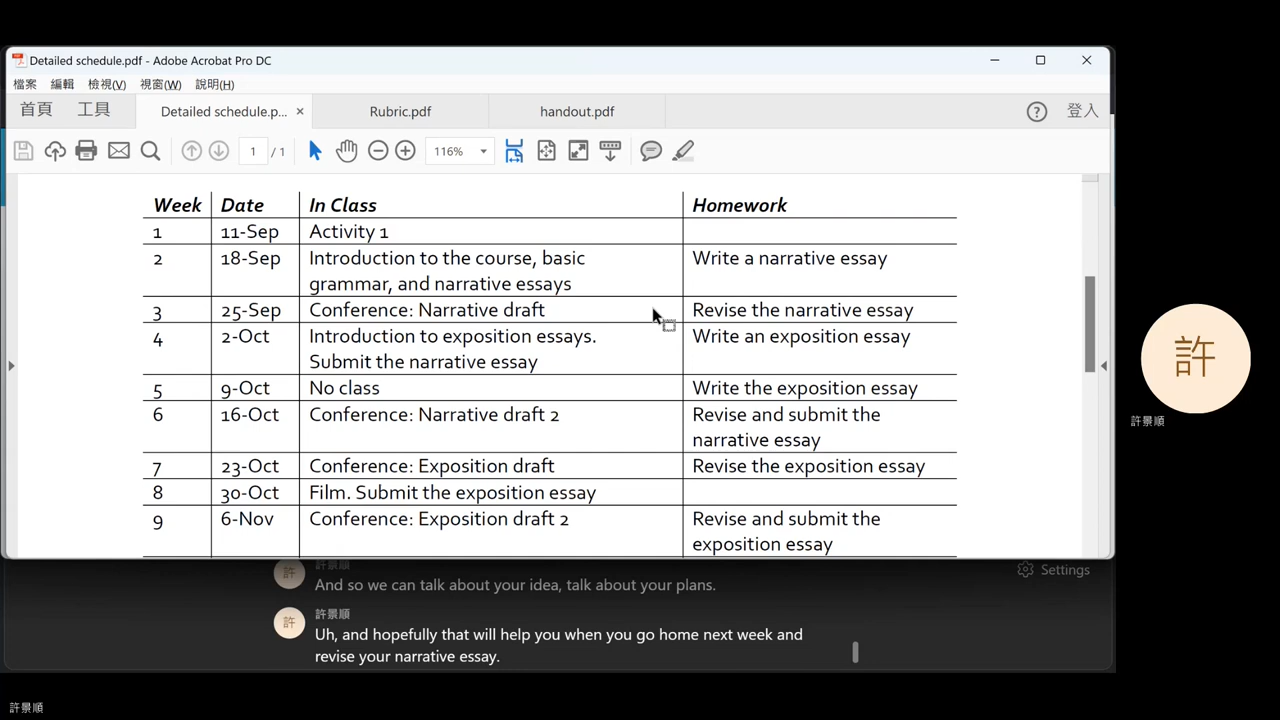 Detailed schedule.pdf - Adobe Acrobat Pro DC
檔案 編輯 檢視(V) 視窗(W) 說明(H)
首頁 工具 Detailed schedule.p... × Rubric.pdf handout.pdf ? 登入
1 / 1 116%
Week Date In Class Homework
1 11-Sep Activity 1
2 18-Sep Introduction to the course, basic Write a narrative essay
grammar, and narrative essays
3 25-Sep Conference: Narrative draft Revise the narrative essay
4 2-Oct Introduction to exposition essays. Write an exposition essay
Submit the narrative essay
5 9-Oct No class Write the exposition essay
6 16-Oct Conference: Narrative draft 2 Revise and submit the
narrative essay
7 23-Oct Conference: Exposition draft Revise the exposition essay
8 30-Oct Film. Submit the exposition essay
9 6-Nov Conference: Exposition draft 2 Revise and submit the
exposition essay
許
許景順
許 許景順
And so we can talk about your idea, talk about your plans.
Settings
許 許景順
Uh, and hopefully that will help you when you go home next week and
revise your narrative essay.
許景順